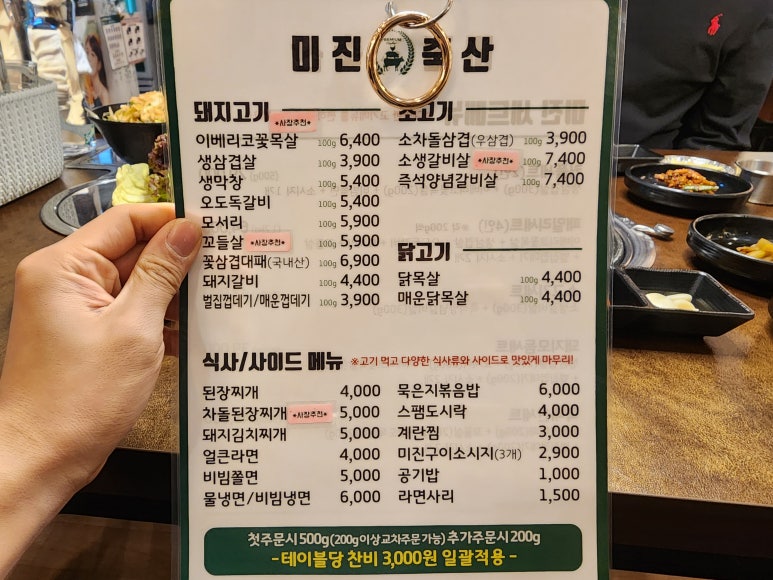 미진 축산
돼지고기
*사장추천*
이베리코꽃목살 100g 6,400
생삼겹살 100g 3,900
생막창 100g 5,400
오도독갈비 100g 5,400
모서리 100g 5,900
꼬들살 *사장추천* 100g 5,900
꽃삼겹대패(국내산) 100g 6,900
돼지갈비 100g 4,400
벌집껍데기/매운껍데기 100g 3,900
소고기
소차돌삼겹(우삼겹) 100g 3,900
소생갈비살 *사장추천* 100g 7,400
즉석양념갈비살 100g 7,400
닭고기
닭목살 100g 4,400
매운닭목살 100g 4,400
식사/사이드 메뉴 ※고기 먹고 다양한 식사류와 사이드로 맛있게 마무리!
된장찌개 4,000
차돌된장찌개 *사장추천* 5,000
돼지김치찌개 5,000
얼큰라면 4,000
비빔쫄면 5,000
물냉면/비빔냉면 6,000
묵은지볶음밥 6,000
스팸도시락 4,000
계란찜 3,000
미진구이소시지(3개) 2,900
공기밥 1,000
라면사리 1,500
첫주문시 500g(200g이상 교차주문 가능) 추가주문시 200g
- 테이블당 찬비 3,000원 일괄적용 -